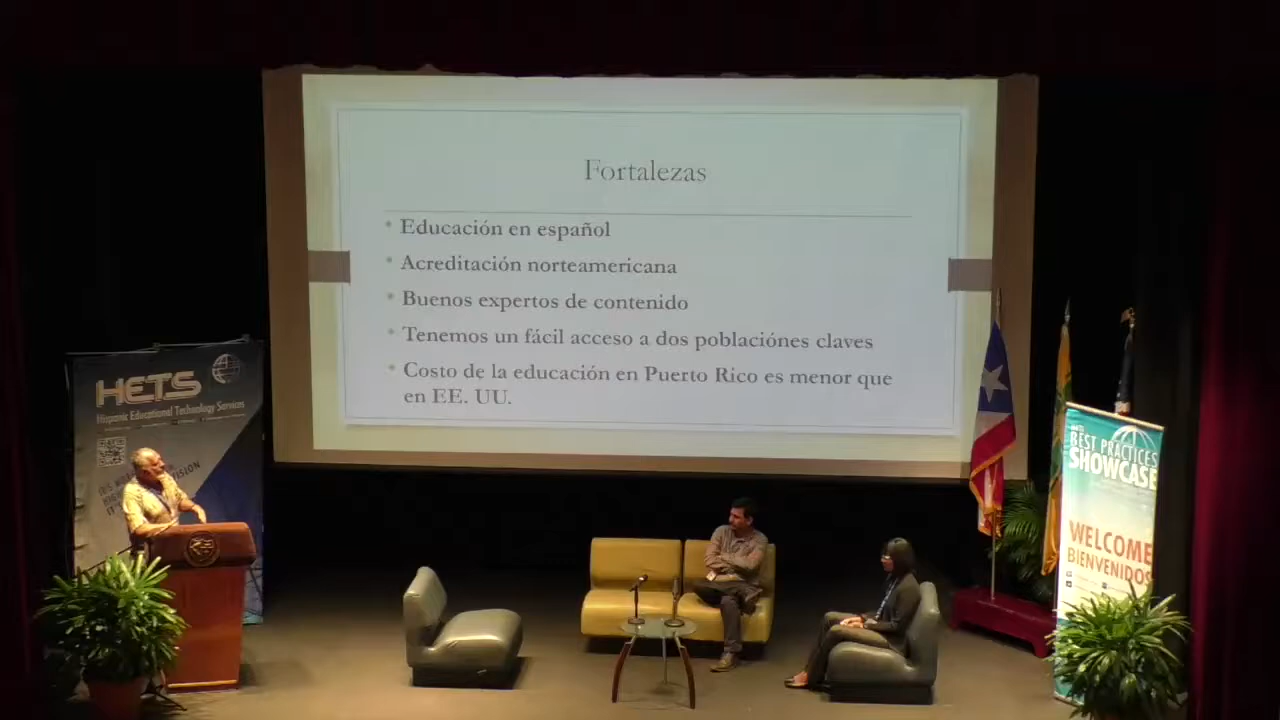 Fortalezas
Educación en español
Acreditación norteamericana
Buenos expertos de contenido
Tenemos un fácil acceso a dos poblaciónes claves
Costo de la educación en Puerto Rico es menor que
en EE. UU.
HETS
Hispanic Educational Technology Services
BEST PRACTICES
SHOWCASE
WELCOME
BIENVENIDOS